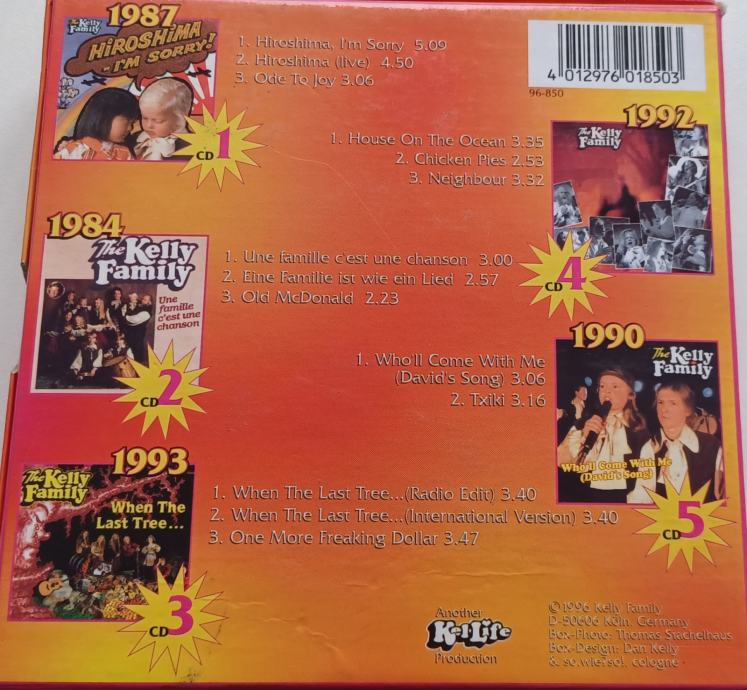 1987
The Kelly Family
HIROSHIMA
- I'M SORRY!
CD 1
1. Hiroshima, I'm Sorry 5.09
2. Hiroshima (live) 4.50
3. Ode To Joy 3.06
4 012976 018503
96-850
1992
The Kelly Family
CD 4
1. House On The Ocean 3.35
2. Chicken Pies 2.53
3. Neighbour 3.32
1984
The Kelly
Family
Une
famille
c'est une
chanson
CD 2
1. Une famille c'est une chanson 3.00
2. Eine Familie ist wie ein Lied 2.57
3. Old McDonald 2.23
1990
The Kelly
Family
Who'll Come With Me
(David's Song)
CD 5
1. Who'll Come With Me
(David's Song) 3.06
2. Txiki 3.16
1993
The Kelly
Family
When The
Last Tree...
CD 3
1. When The Last Tree...(Radio Edit) 3.40
2. When The Last Tree...(International Version) 3.40
3. One More Freaking Dollar 3.47
Another
Kel-Life
Production
©1996 Kelly Family
D-50606 Köln, Germany
Box-Photo: Thomas Stachelhaus
Box-Design: Dan Kelly
& so.wie?so!, cologne